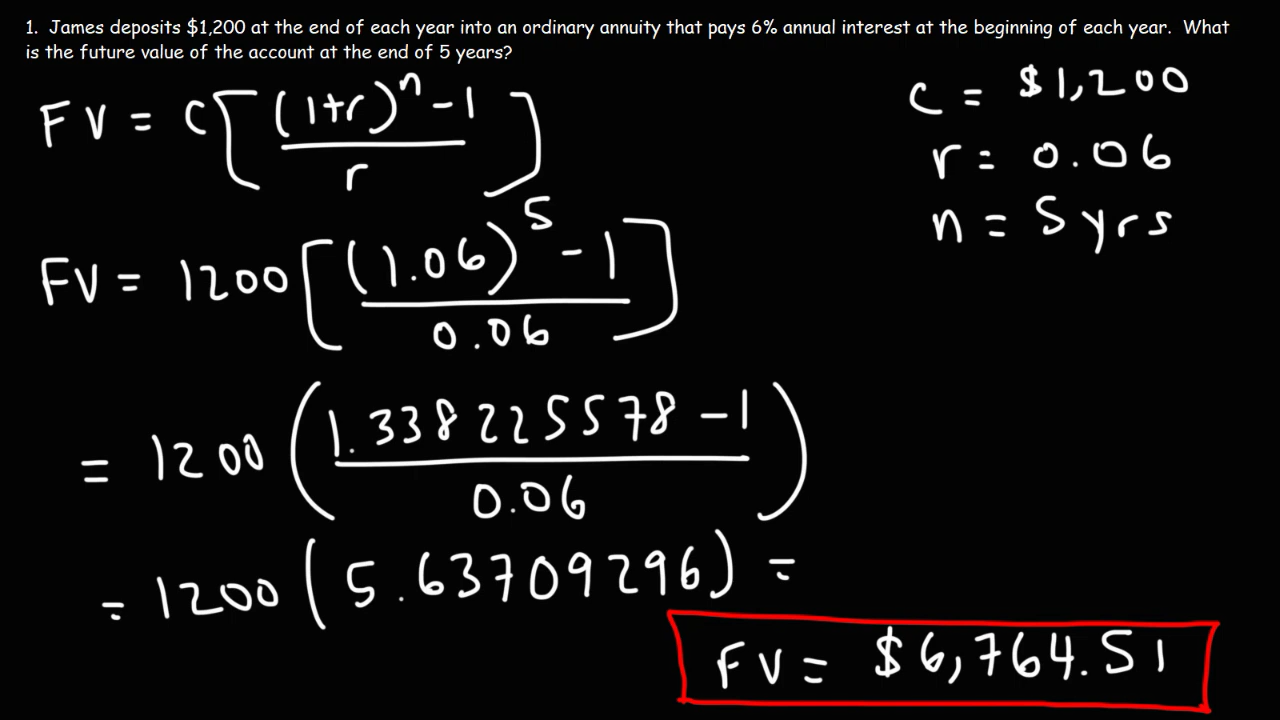 1. James deposits $1,200 at the end of each year into an ordinary annuity that pays 6% annual interest at the beginning of each year. What
is the future value of the account at the end of 5 years?
FV = C[((1+r)^n - 1)/r]
c = $1,200
r = 0.06
n = 5yrs
FV = 1200[((1.06)^5 - 1)/0.06]
= 1200((1.338225578 - 1)/0.06)
= 1200(5.63709296) =
FV = $6,764.51